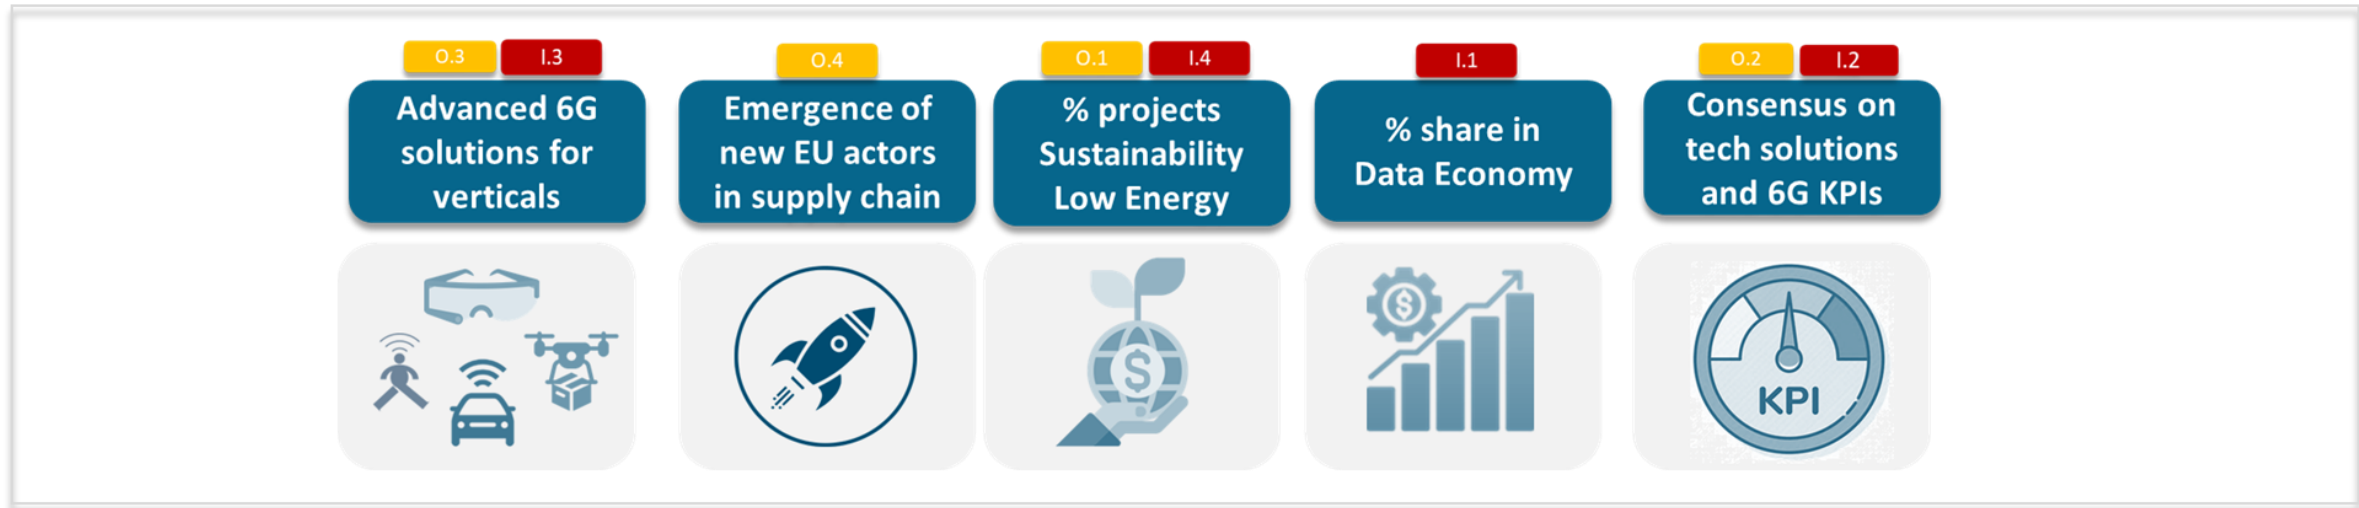 O.3 I.3
Advanced 6G
solutions for
verticals
O.4
Emergence of
new EU actors
in supply chain
O.1 I.4
% projects
Sustainability
Low Energy
I.1
% share in
Data Economy
O.2 I.2
Consensus on
tech solutions
and 6G KPIs
$
$
KPI